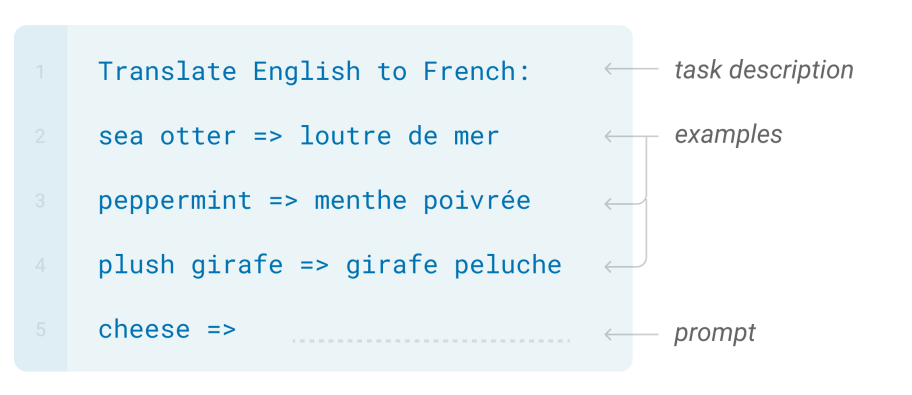 1 Translate English to French: task description
2 sea otter => loutre de mer examples
3 peppermint => menthe poivrée
4 plush girafe => girafe peluche
5 cheese => prompt